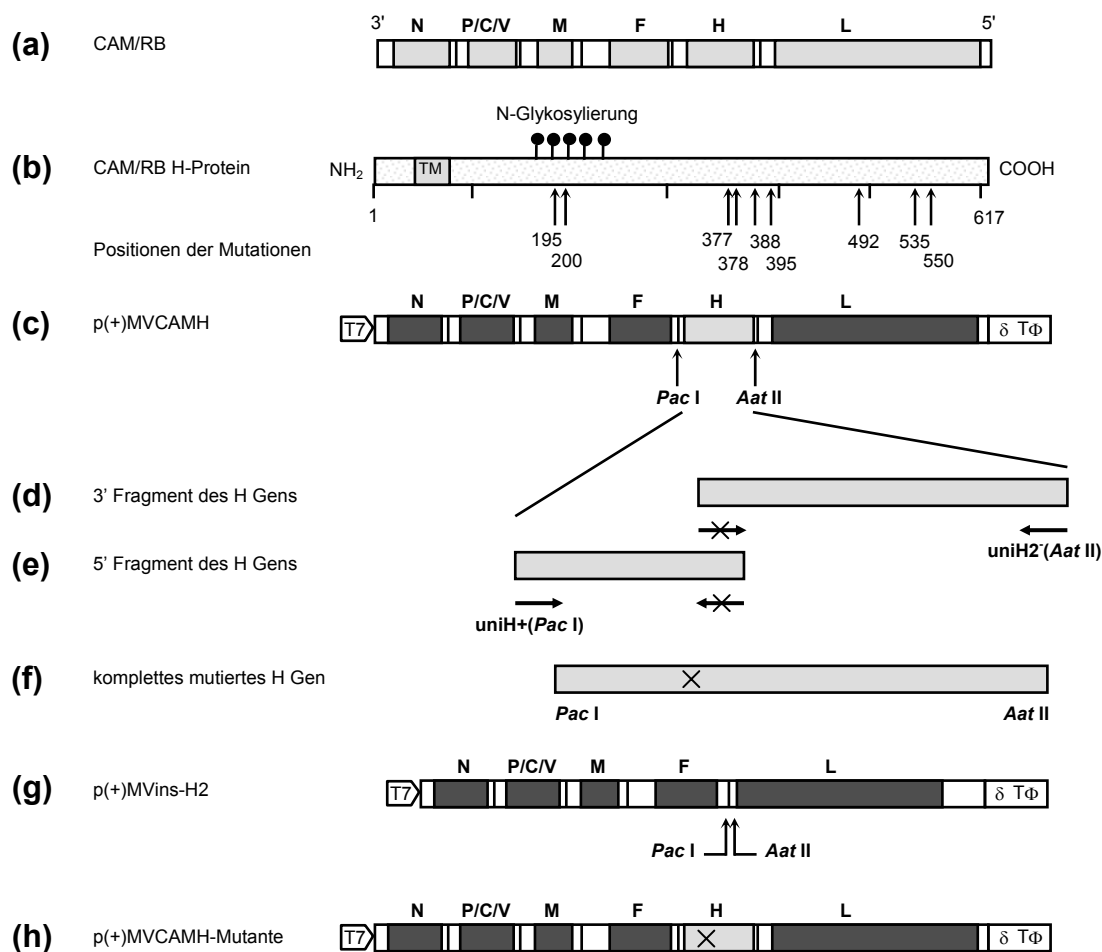 3' N P/C/V M F H L 5'
(a) CAM/RB
N-Glykosylierung
(b) CAM/RB H-Protein NH2 TM COOH
1 617
Positionen der Mutationen 195 377 388 492 535
200 378 395 550
N P/C/V M F H L
(c) p(+)MVCAMH T7 δ TΦ
Pac I Aat II
(d) 3’ Fragment des H Gens
uniH2-(Aat II)
(e) 5’ Fragment des H Gens
uniH+(Pac I)
(f) komplettes mutiertes H Gen
Pac I Aat II
N P/C/V M F L
(g) p(+)MVins-H2 T7 δ TΦ
Pac I Aat II
N P/C/V M F H L
(h) p(+)MVCAMH-Mutante T7 δ TΦ